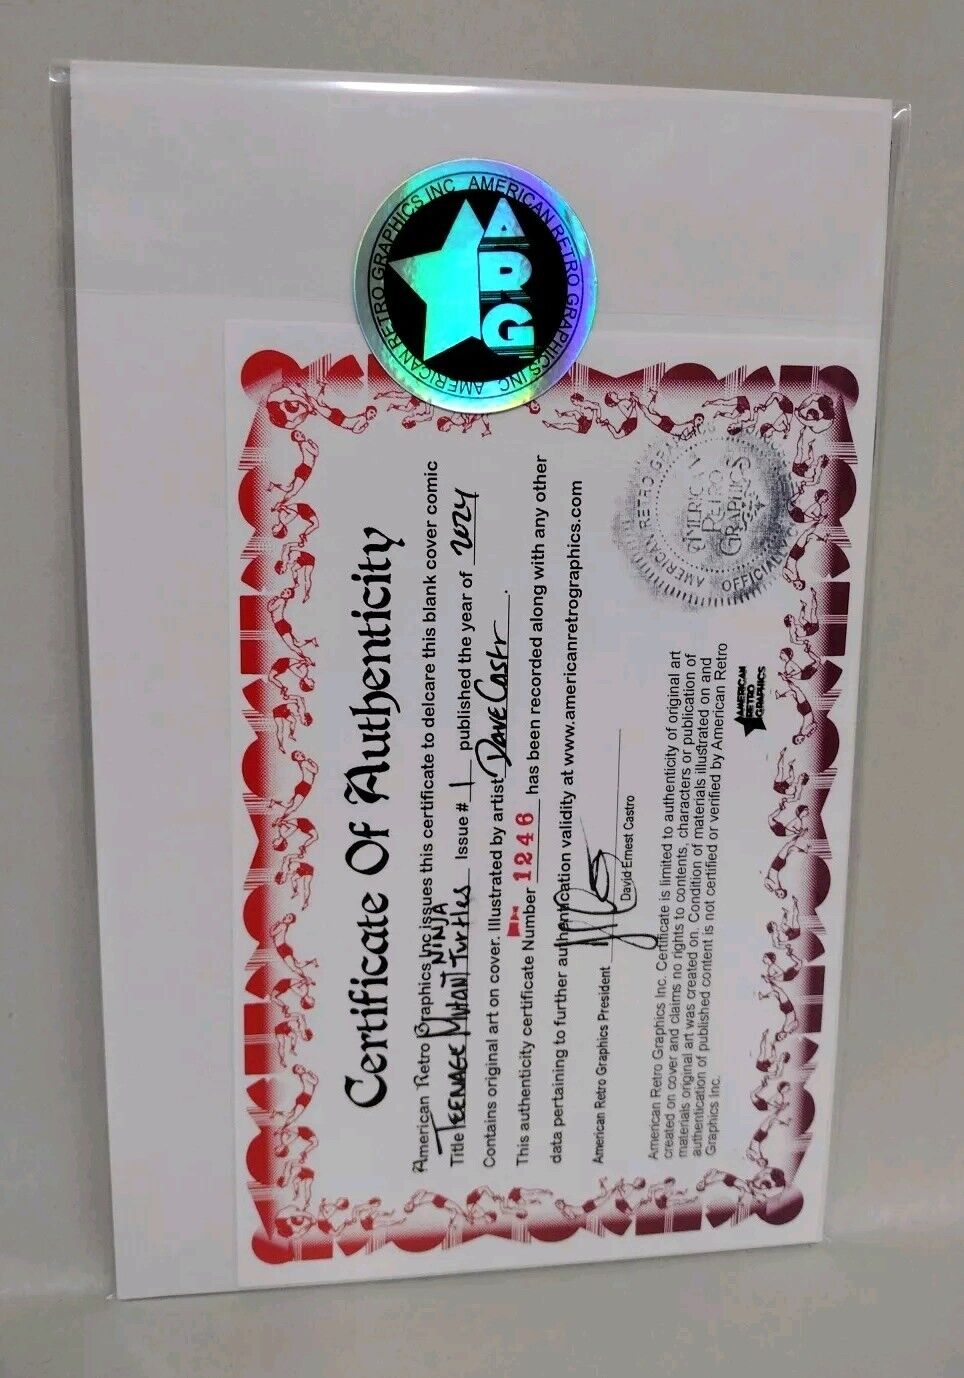 AMERICAN RETRO GRAPHICS INC. AMERICAN RETRO GRAPHICS INC.
ARG
Certificate Of Authenticity
American Retro Graphics Inc issues this certificate to delcare this blank cover comic
Title TEENAGE MUTANT NINJA TURTLES Issue # 1 published the year of 2024
Contains original art on cover. Illustrated by artist DAVE CASTR.
This authenticity certificate Number 1246 has been recorded along with any other
data pertaining to further authentication validity at www.americanretrographics.com
American Retro Graphics President
David Ernest Castro
American Retro Graphics Inc. Certificate is limited to authenticity of original art
created on cover and claims no rights to contents, characters or publication of
materials original art was created on. Condition of materials illustrated on and
authentication of published content is not certified or verified by American Retro
Graphics Inc.
AMERICAN
RETRO
GRAPHICS
AMERICAN RETRO GRAPHICS
OFFICIAL
AMERICAN
RETRO
GRAPHICS